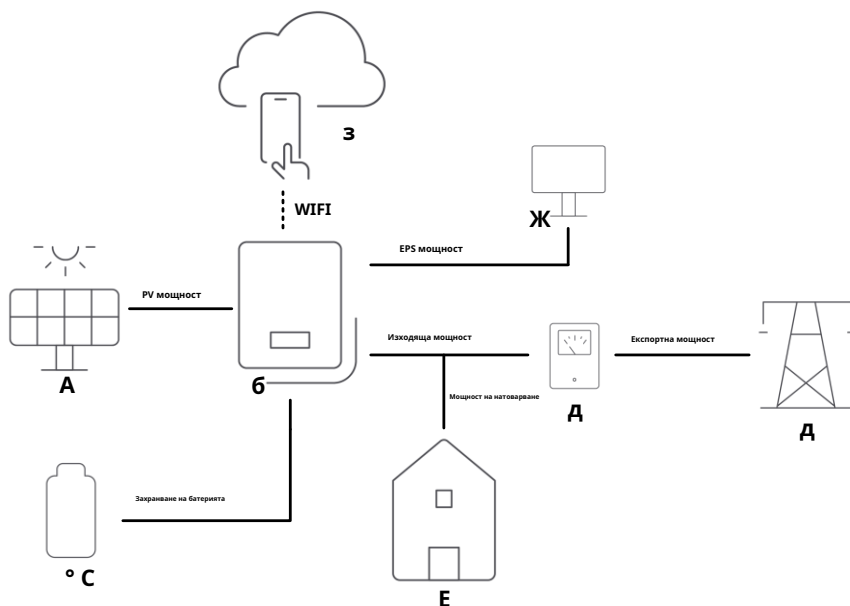 з
WIFI
Ж
EPS мощност
PV мощност
Изходяща мощност
Експортна мощност
А
б
Мощност на натоварване
Д
Д
Захранване на батерията
° C
Е